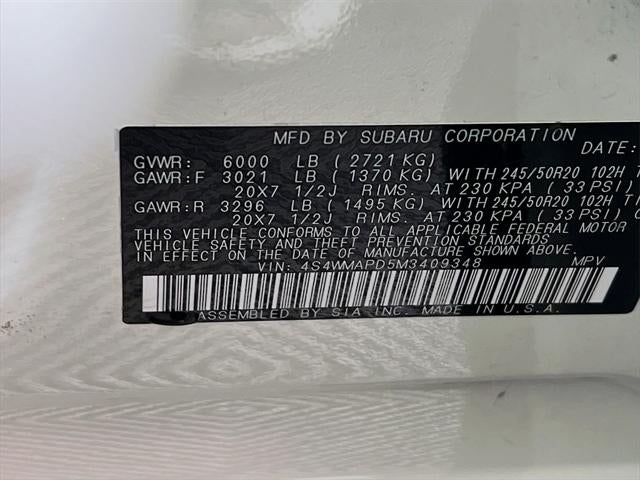 MFD BY SUBARU CORPORATION DATE:
GVWR: 6000 LB ( 2721 KG)
GAWR:F 3021 LB ( 1370 KG) WITH 245/50R20 102H T
20X7 1/2J RIMS. AT 230 KPA ( 33 PSI)
GAWR:R 3296 LB ( 1495 KG) WITH 245/50R20 102H TI
20X7 1/2J RIMS. AT 230 KPA ( 33 PSI)
THIS VEHICLE CONFORMS TO ALL APPLICABLE FEDERAL MOTOR
VEHICLE SAFETY AND THEFT PREVENTION STANDARDS
IN EFFECT ON THE DATE OF MANUFACTURE SHOWN ABOVE.
VIN: 4S4WMAPD5M3409348 MPV
ASSEMBLED BY SIA INC. MADE IN U.S.A.